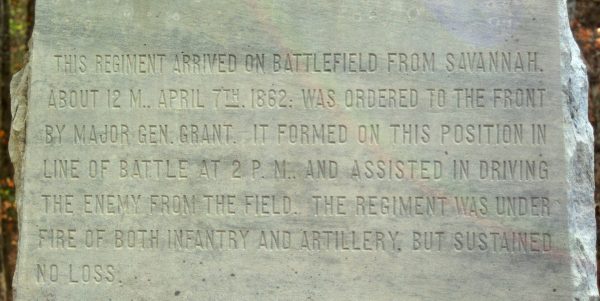 THIS REGIMENT ARRIVED ON BATTLEFIELD FROM SAVANNAH.
ABOUT 12 M., APRIL 7TH, 1862; WAS ORDERED TO THE FRONT
BY MAJOR GEN. GRANT. IT FORMED ON THIS POSITION IN
LINE OF BATTLE AT 2 P. M., AND ASSISTED IN DRIVING
THE ENEMY FROM THE FIELD. THE REGIMENT WAS UNDER
FIRE OF BOTH INFANTRY AND ARTILLERY, BUT SUSTAINED
NO LOSS.